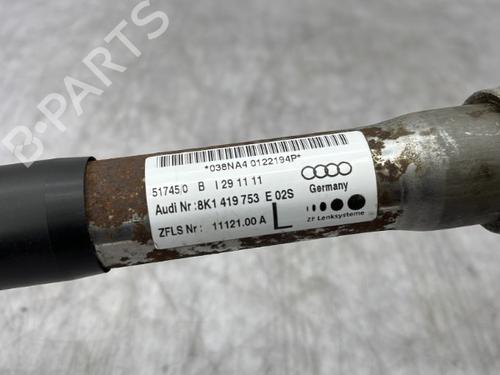 B-PARTS
*038NA4 0122194P*
51745/0 B I 29 11 11
Germany
Audi Nr.: 8K1 419 753 E 02S
ZF Lenksysteme
ZFLS Nr: 11121.00 A L